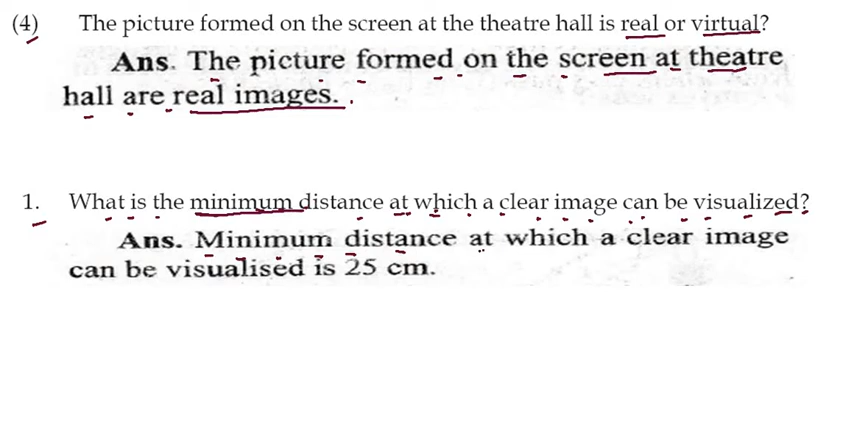 (4) The picture formed on the screen at the theatre hall is real or virtual?
Ans. The picture formed on the screen at theatre
hall are real images.
1. What is the minimum distance at which a clear image can be visualized?
Ans. Minimum distance at which a clear image
can be visualised is 25 cm.